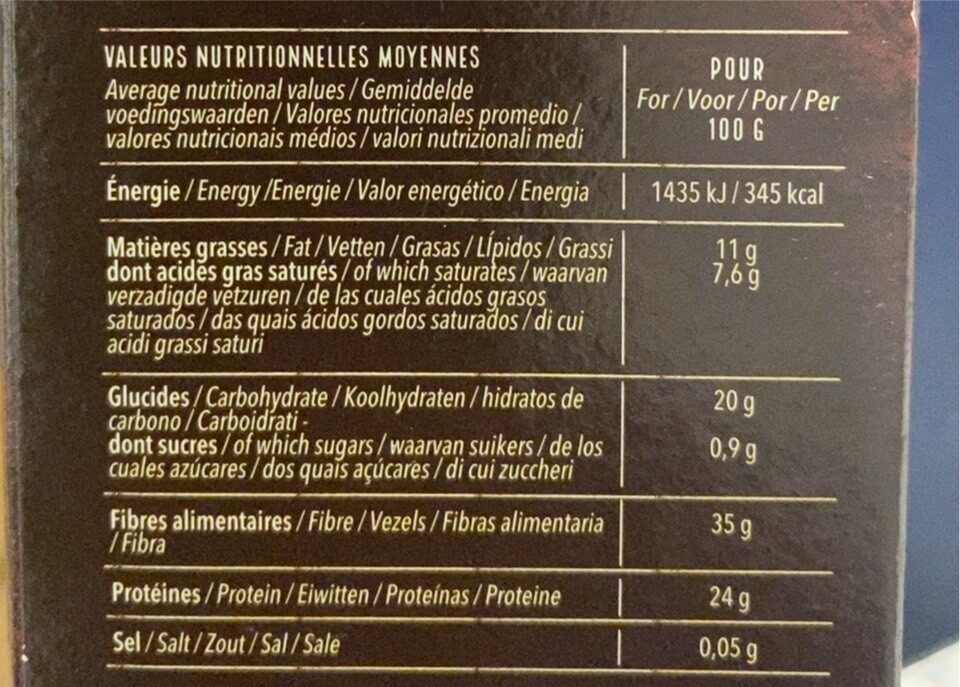 VALEURS NUTRITIONNELLES MOYENNES
Average nutritional values / Gemiddelde
voedingswaarden / Valores nutricionales promedio /
valores nutricionais médios / valori nutrizionali medi
POUR
For / Voor / Por / Per
100 G
Énergie / Energy /Energie / Valor energético / Energia
1435 kJ / 345 kcal
Matières grasses / Fat / Vetten / Grasas / Lípidos / Grassi
11 g
dont acides gras saturés / of which saturates / waarvan
7,6 g
verzadigde vetzuren / de las cuales ácidos grasos
saturados / das quais ácidos gordos saturados / di cui
acidi grassi saturi
Glucides / Carbohydrate / Koolhydraten / hidratos de
20 g
carbono / Carboidrati -
dont sucres / of which sugars / waarvan suikers / de los
0,9 g
cuales azúcares / dos quais açúcares / di cui zuccheri
Fibres alimentaires / Fibre / Vezels / Fibras alimentaria
35 g
/ Fibra
Protéines / Protein / Eiwitten / Proteínas / Proteine
24 g
Sel / Salt / Zout / Sal / Sale
0,05 g